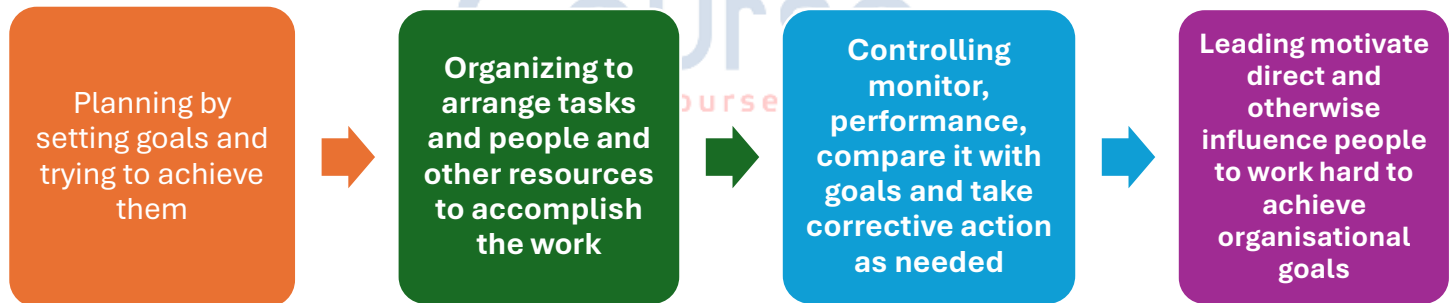 Planning by
setting goals and
trying to achieve
them
Organizing to
arrange tasks
and people and
other resources
to accomplish
the work
Controlling
monitor,
performance,
compare it with
goals and take
corrective action
as needed
Leading motivate
direct and
otherwise
influence people
to work hard to
achieve
organisational
goals